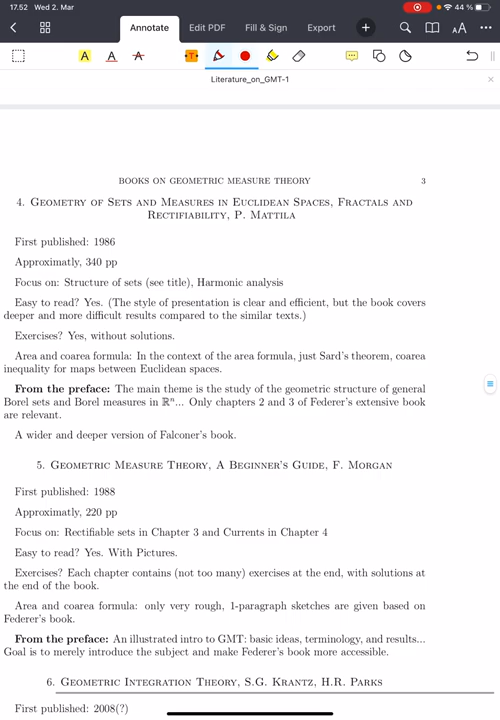 17.52 Wed 2. Mar
44 %
Annotate
Edit PDF
Fill & Sign
Export
AA
A
A
A
T
Literature_on_GMT-1
BOOKS ON GEOMETRIC MEASURE THEORY 3
4. Geometry of Sets and Measures in Euclidean Spaces, Fractals and
Rectifiability, P. Mattila
First published: 1986
Approximatly, 340 pp
Focus on: Structure of sets (see title), Harmonic analysis
Easy to read? Yes. (The style of presentation is clear and efficient, but the book covers
deeper and more difficult results compared to the similar texts.)
Exercises? Yes, without solutions.
Area and coarea formula: In the context of the area formula, just Sard's theorem, coarea
inequality for maps between Euclidean spaces.
From the preface: The main theme is the study of the geometric structure of general
Borel sets and Borel measures in ℝⁿ... Only chapters 2 and 3 of Federer's extensive book
are relevant.
A wider and deeper version of Falconer's book.
5. Geometric Measure Theory, A Beginner's Guide, F. Morgan
First published: 1988
Approximatly, 220 pp
Focus on: Rectifiable sets in Chapter 3 and Currents in Chapter 4
Easy to read? Yes. With Pictures.
Exercises? Each chapter contains (not too many) exercises at the end, with solutions at
the end of the book.
Area and coarea formula: only very rough, 1-paragraph sketches are given based on
Federer's book.
From the preface: An illustrated intro to GMT: basic ideas, terminology, and results...
Goal is to merely introduce the subject and make Federer's book more accessible.
6. Geometric Integration Theory, S.G. Krantz, H.R. Parks
First published: 2008(?)